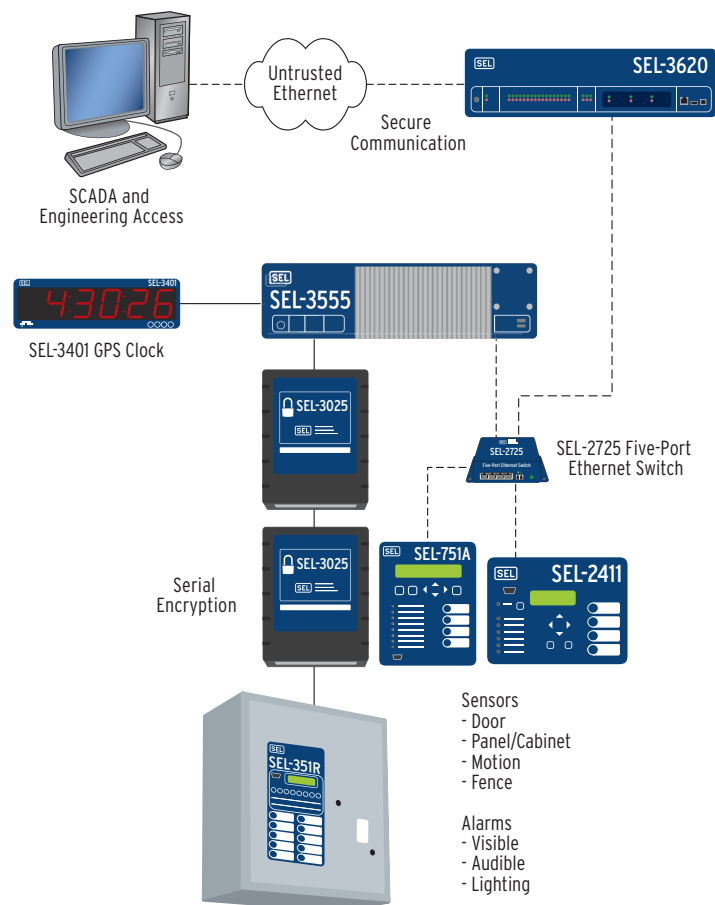 Untrusted
Ethernet
SEL
SEL-3620
Secure
Communication
SCADA and
Engineering Access
SEL
SEL-3401
4:30:26
SEL-3401 GPS Clock
SEL
SEL-3555
SEL-3025
SEL
SEL-2725
Five-Port Ethernet Switch
SEL-2725 Five-Port
Ethernet Switch
SEL-3025
SEL
Serial
Encryption
SEL
SEL-751A
SEL
SEL-2411
SEL
SEL-351R
Sensors
- Door
- Panel/Cabinet
- Motion
- Fence
Alarms
- Visible
- Audible
- Lighting